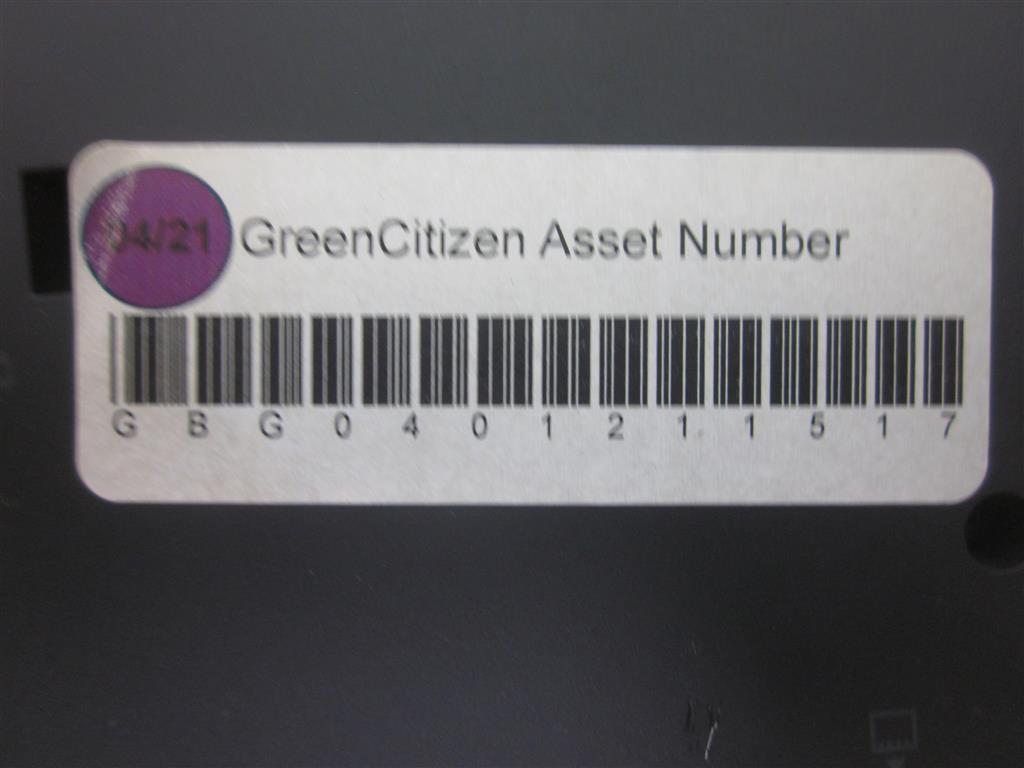 04/21 GreenCitizen Asset Number
G B G 0 4 0 1 2 1 1 5 1 7